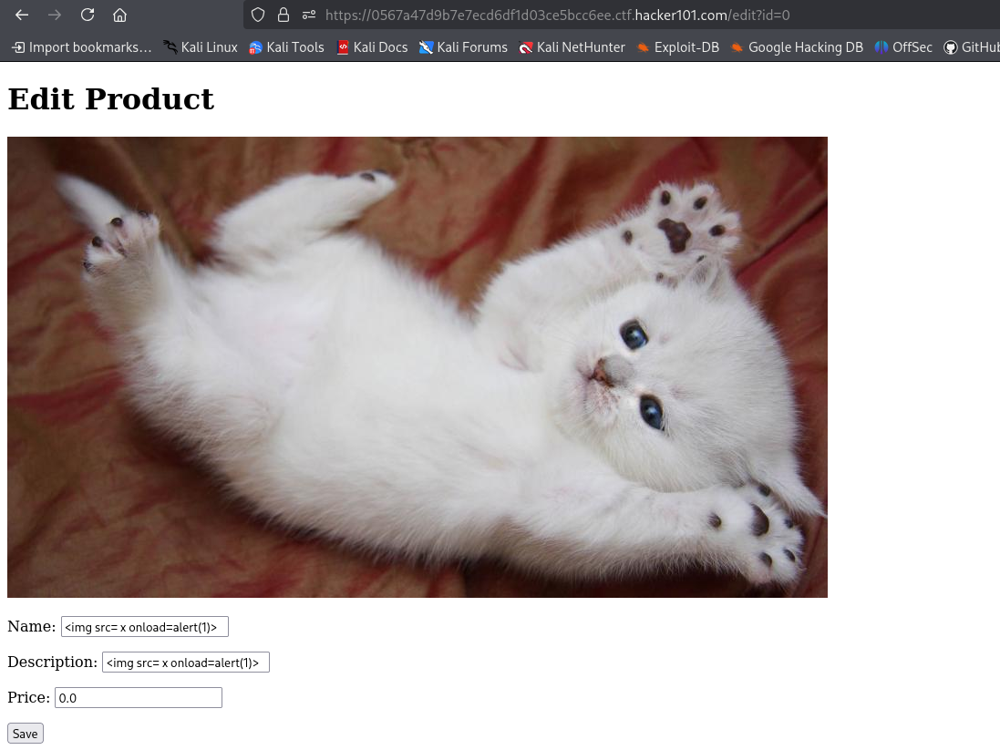 https://0567a47d9b7e7ecd6df1d03ce5bcc6ee.ctf.hacker101.com/edit?id=0
Import bookmarks... Kali Linux Kali Tools Kali Docs Kali Forums Kali NetHunter Exploit-DB Google Hacking DB OffSec GitHub
Edit Product
Name: <img src= x onload=alert(1)>
Description: <img src= x onload=alert(1)>
Price: 0.0
Save